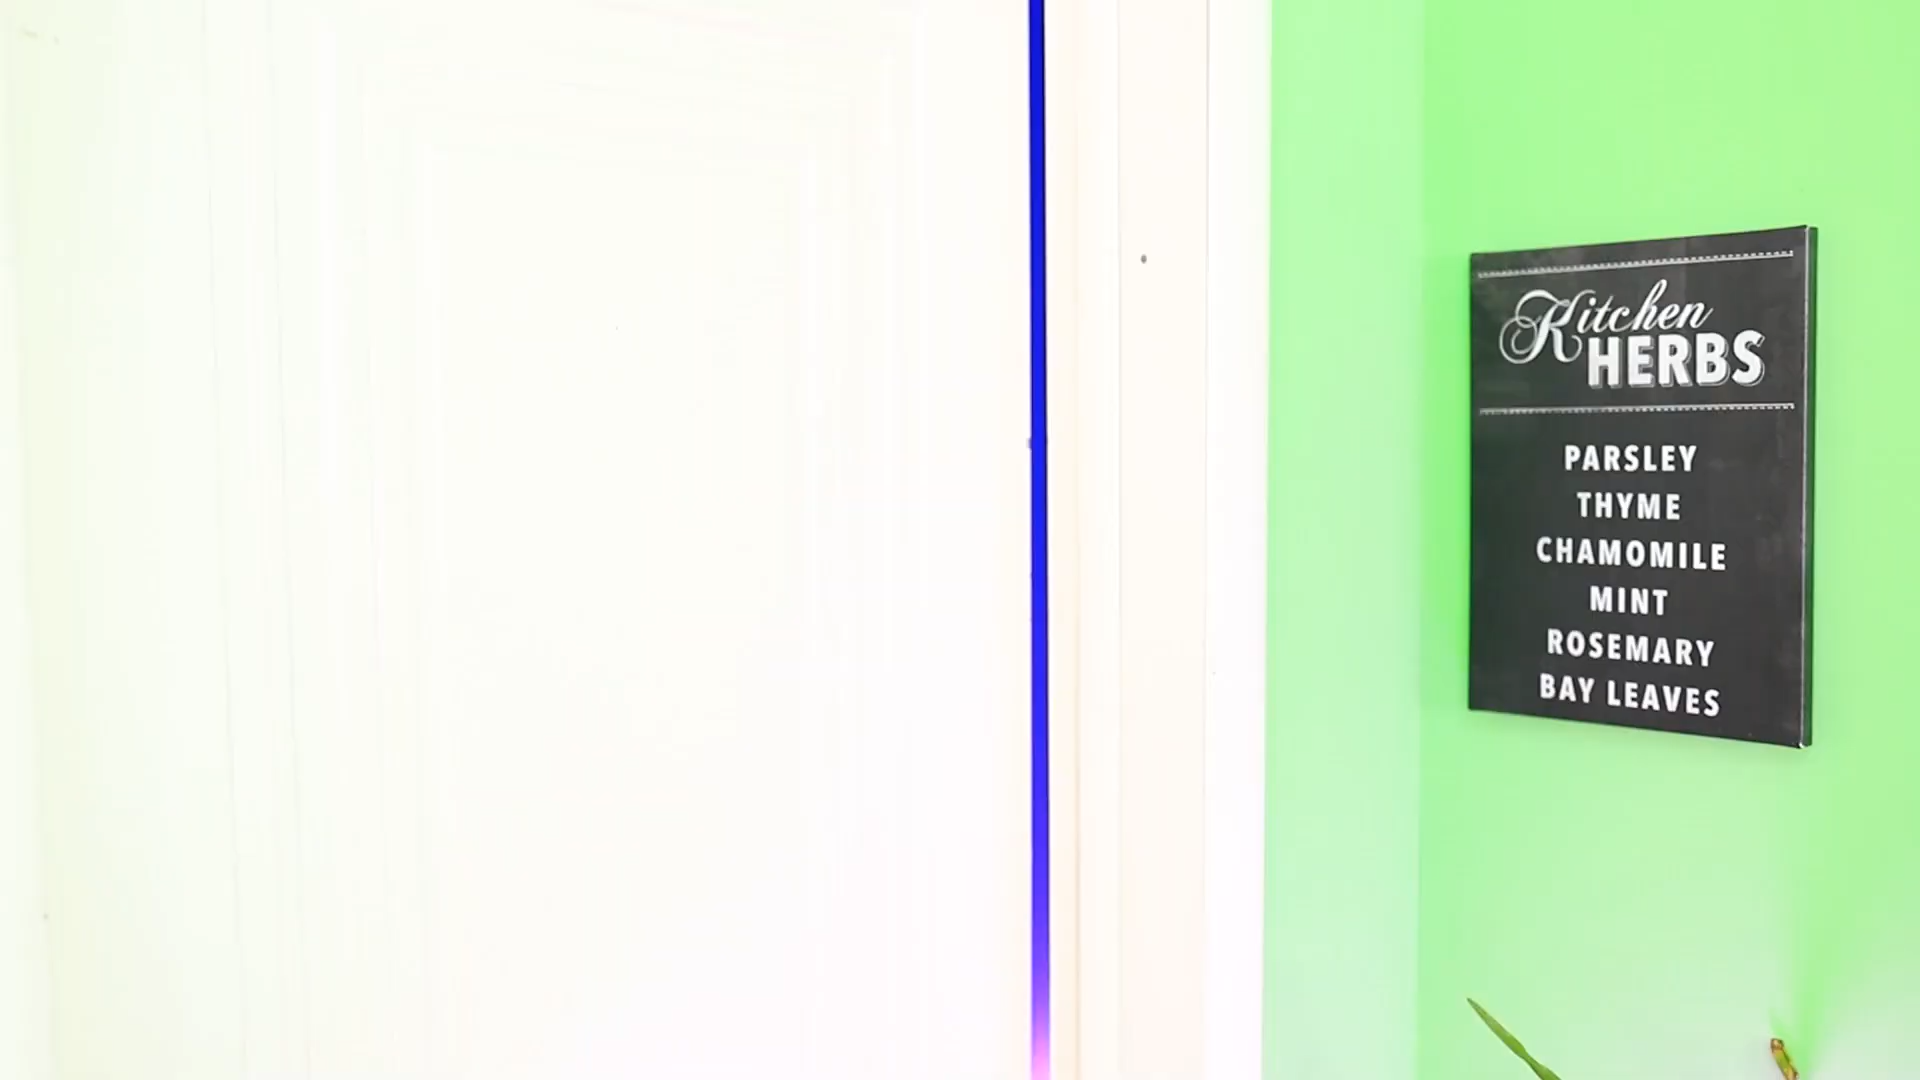 Kitchen
HERBS
PARSLEY
THYME
CHAMOMILE
MINT
ROSEMARY
BAY LEAVES